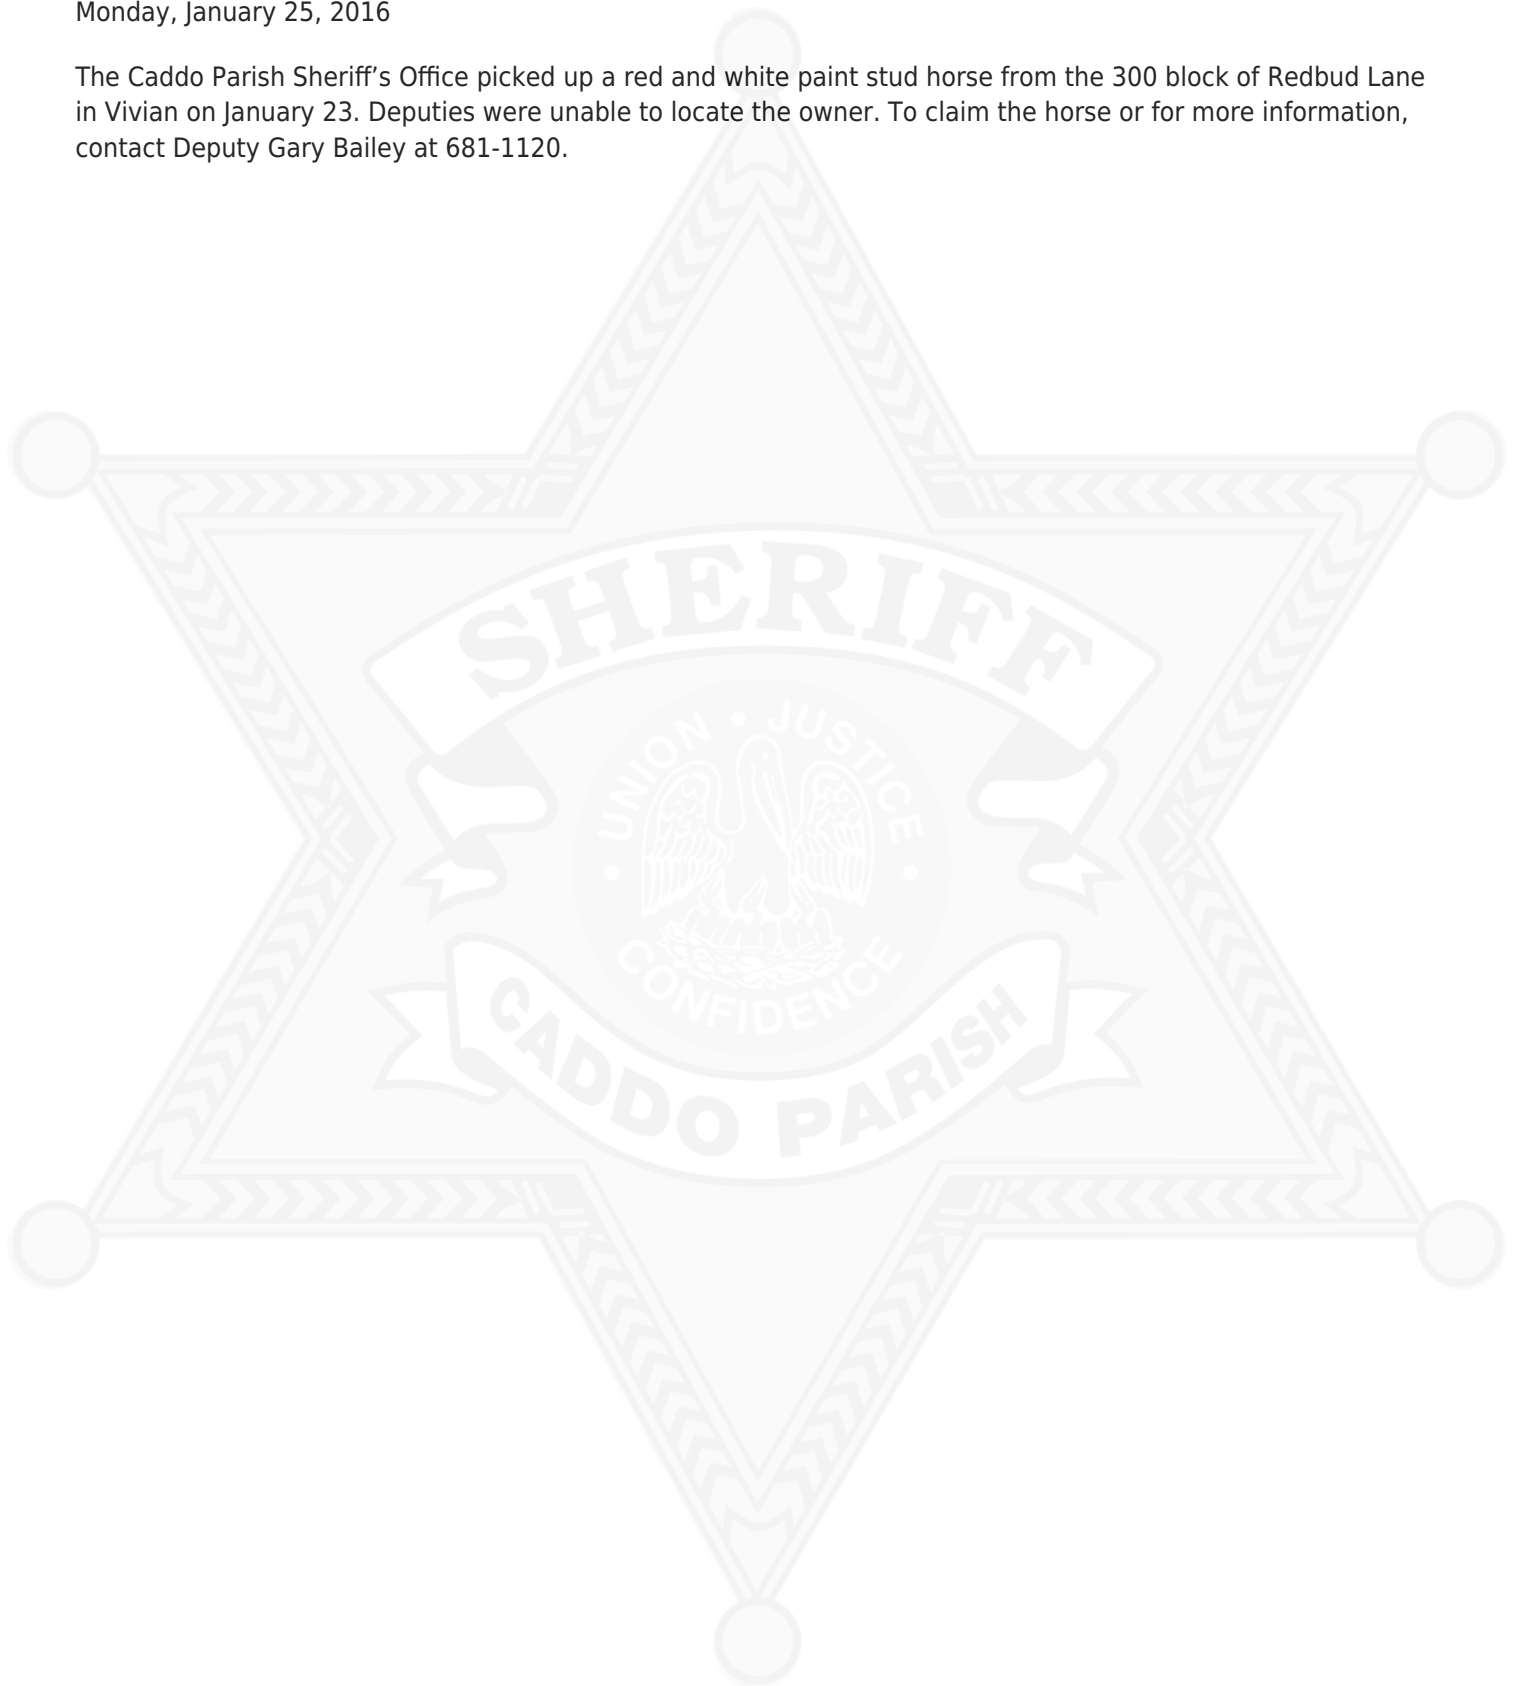 Monday, January 25, 2016
The Caddo Parish Sheriff’s Office picked up a red and white paint stud horse from the 300 block of Redbud Lane
in Vivian on January 23. Deputies were unable to locate the owner. To claim the horse or for more information,
contact Deputy Gary Bailey at 681-1120.
SHERIFF
UNION • JUSTICE •
• CONFIDENCE
CADDO PARISH